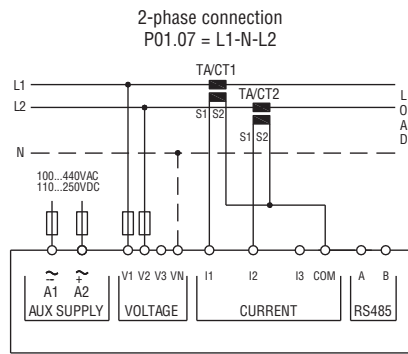 2-phase connection
P01.07 = L1-N-L2
TA/CT1
L1
L2
TA/CT2
S1 S2
S1 S2
N
L
O
A
D
100...440VAC
110...250VDC
~ ~
- +
A1 A2
V1 V2 V3 VN
I1 I2 I3 COM
A B
AUX SUPPLY
VOLTAGE
CURRENT
RS485